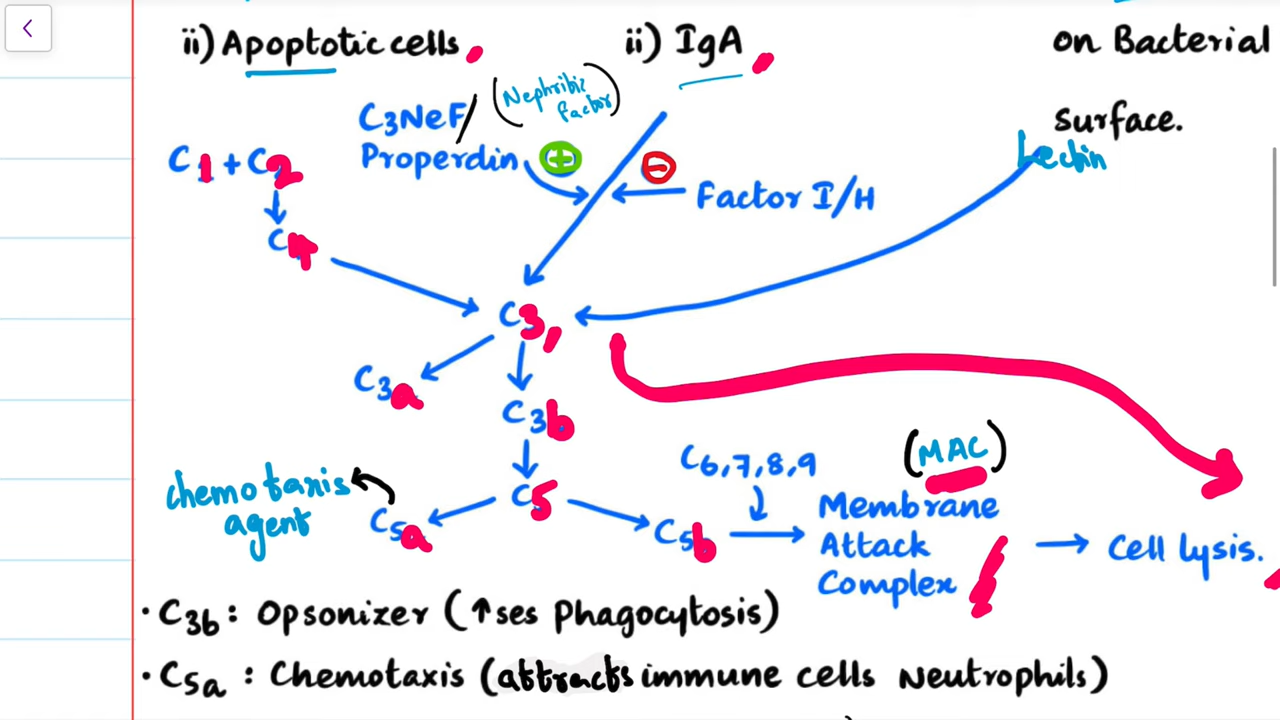 ii) Apoptotic cells
ii) IgA
on Bacterial
surface.
C3NeF/ (Nephritic
factor)
Properdin
+
-
Factor I/H
Lectin
C1 + C2
C4
C3,
C3a
C3b
C5
chemotaxis
agent
C5a
C5b
C6,7,8,9
(MAC)
Membrane
Attack
Complex
Cell lysis.
· C3b : Opsonizer (↑ses Phagocytosis)
· C5a : Chemotaxis (attracts immune cells Neutrophils)